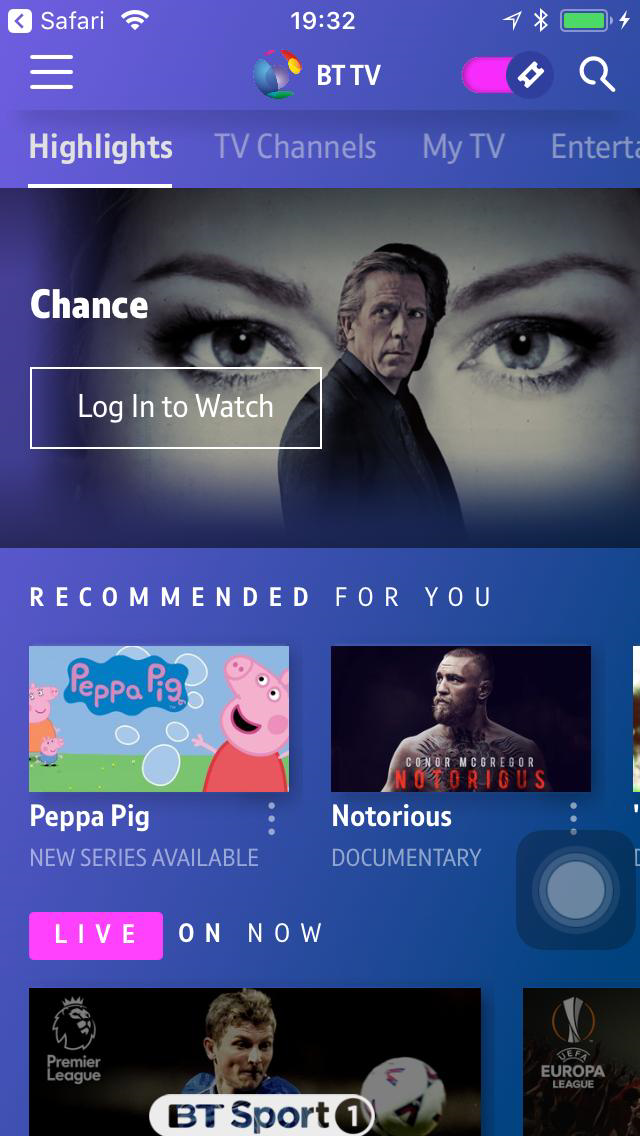 Safari 19:32
BT TV
Highlights TV Channels My TV Enterta
Chance
Log In to Watch
RECOMMENDED FOR YOU
Peppa Pig
CONOR MCGREGOR
NOTORIOUS
Peppa Pig Notorious
NEW SERIES AVAILABLE DOCUMENTARY
LIVE ON NOW
Premier
League
UEFA
EUROPA
LEAGUE
BT Sport 1